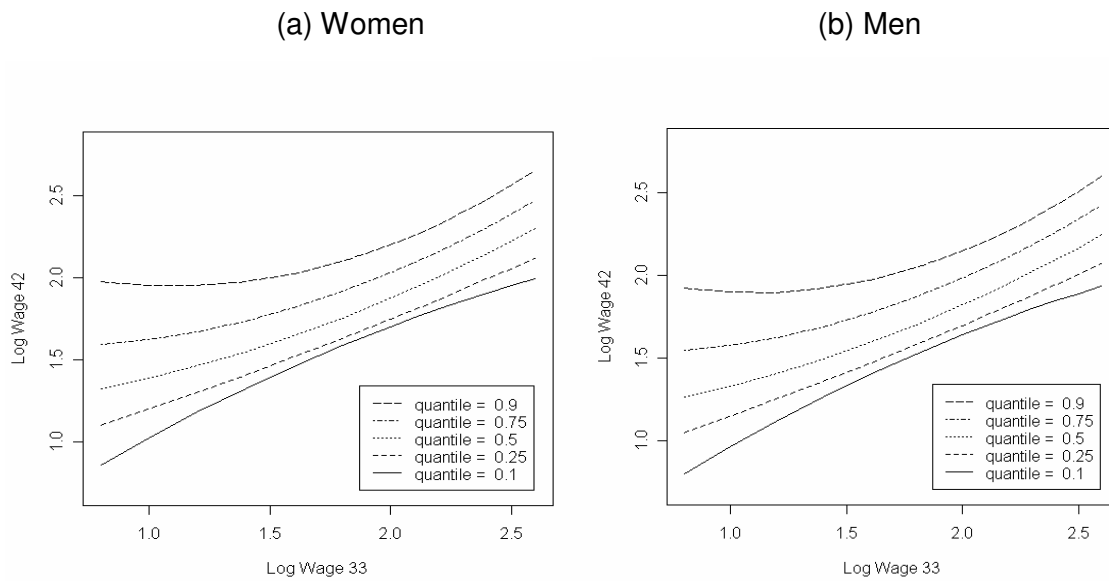 (a) Women
Log Wage 42
2.5
2.0
1.5
1.0
quantile = 0.9
quantile = 0.75
quantile = 0.5
quantile = 0.25
quantile = 0.1
1.0 1.5 2.0 2.5
Log Wage 33
(b) Men
Log Wage 42
2.5
2.0
1.5
1.0
quantile = 0.9
quantile = 0.75
quantile = 0.5
quantile = 0.25
quantile = 0.1
1.0 1.5 2.0 2.5
Log Wage 33